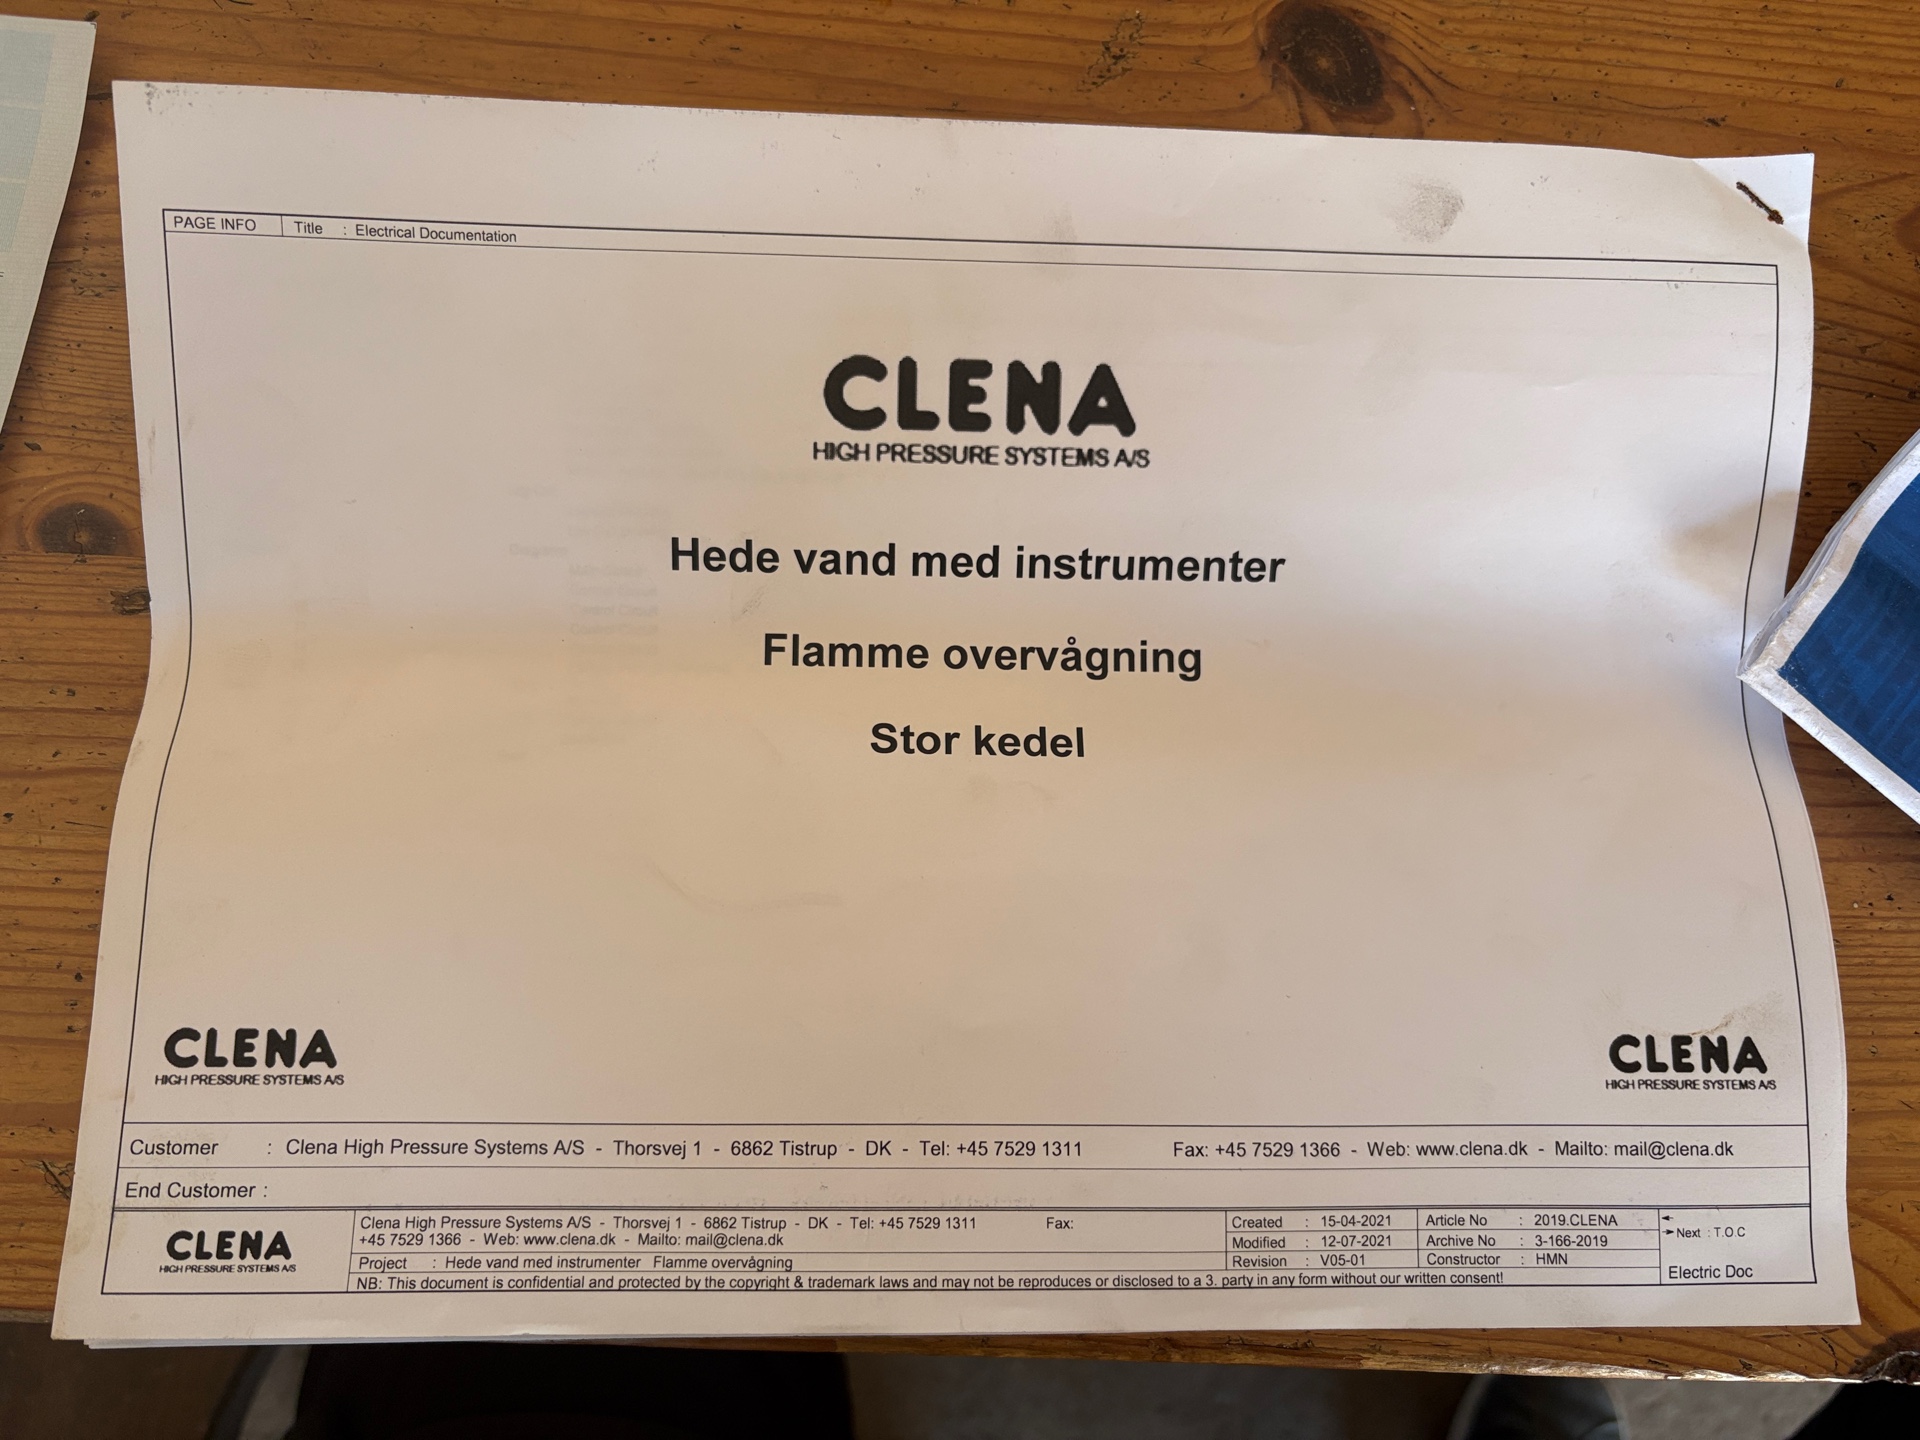 PAGE INFO Title : Electrical Documentation
CLENA
HIGH PRESSURE SYSTEMS A/S
Hede vand med instrumenter
Flamme overvågning
Stor kedel
CLENA
HIGH PRESSURE SYSTEMS A/S
CLENA
HIGH PRESSURE SYSTEMS A/S
Customer : Clena High Pressure Systems A/S - Thorsvej 1 - 6862 Tistrup - DK - Tel: +45 7529 1311 Fax: +45 7529 1366 - Web: www.clena.dk - Mailto: mail@clena.dk
End Customer :
CLENA
HIGH PRESSURE SYSTEMS A/S
Clena High Pressure Systems A/S - Thorsvej 1 - 6862 Tistrup - DK - Tel: +45 7529 1311 Fax:
+45 7529 1366 - Web: www.clena.dk - Mailto: mail@clena.dk
Project : Hede vand med instrumenter Flamme overvågning
NB: This document is confidential and protected by the copyright & trademark laws and may not be reproduces or disclosed to a 3. party in any form without our written consent!
Created : 15-04-2021 Article No : 2019.CLENA
Modified : 12-07-2021 Archive No : 3-166-2019
Revision : V05-01 Constructor : HMN
Next : T.O.C
Electric Doc